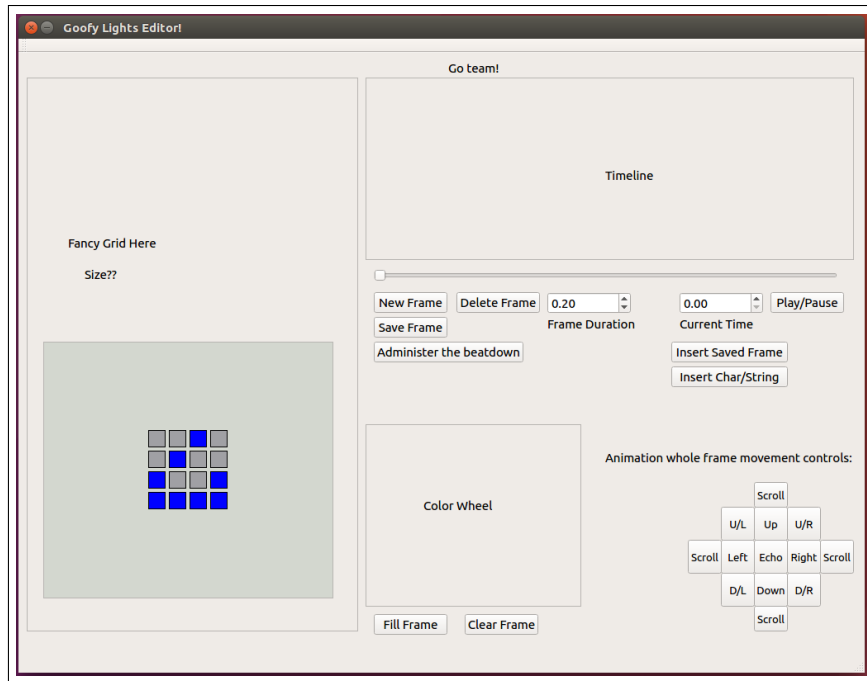 Goofy Lights Editor!
Go team!
Timeline
Fancy Grid Here
Size??
New Frame Delete Frame 0.20 0.00 Play/Pause
Save Frame Frame Duration Current Time
Administer the beatdown Insert Saved Frame
Insert Char/String
Color Wheel
Animation whole frame movement controls:
Scroll
U/L Up U/R
Scroll Left Echo Right Scroll
D/L Down D/R
Scroll
Fill Frame Clear Frame